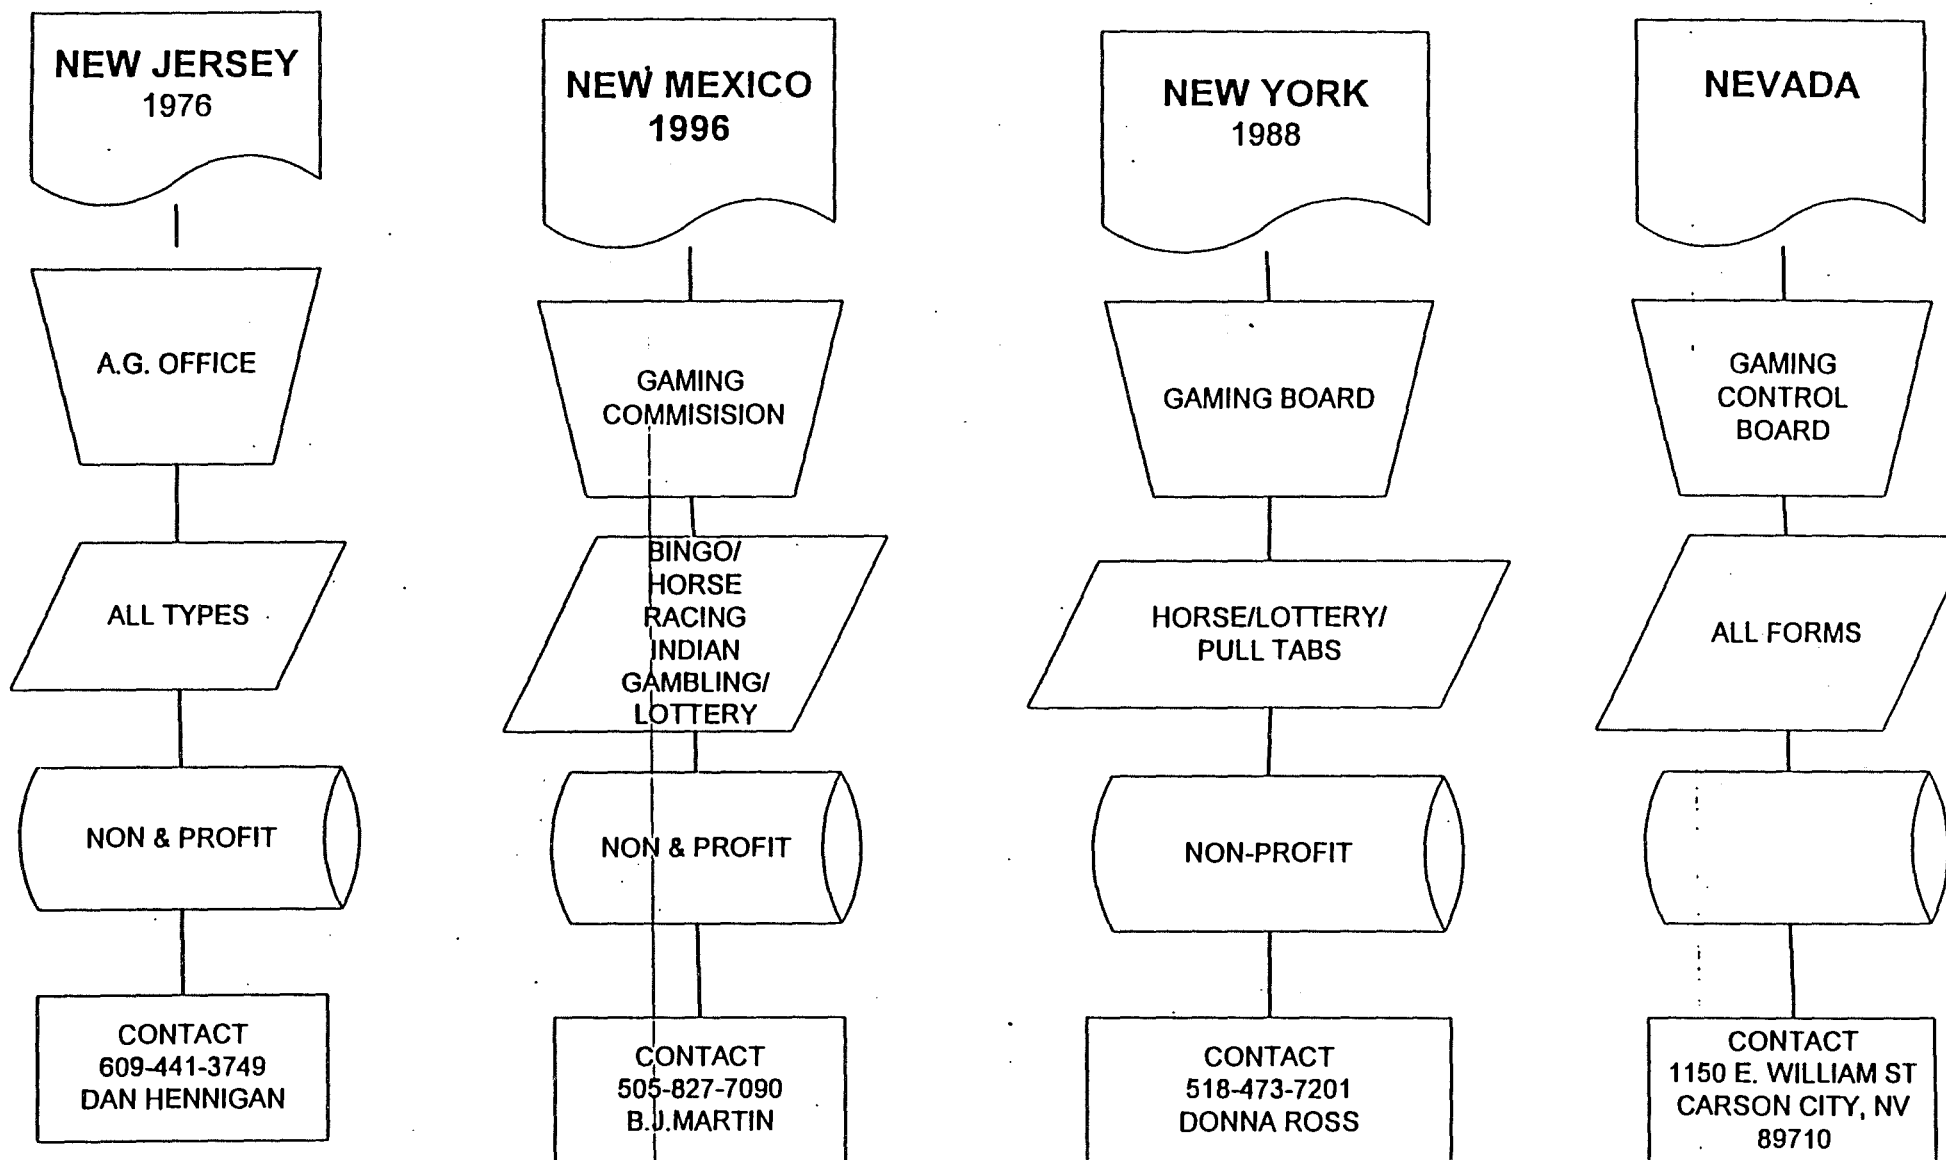 NEW JERSEY
1976
A.G. OFFICE
ALL TYPES
NON & PROFIT
CONTACT
609-441-3749
DAN HENNIGAN
NEW MEXICO
1996
GAMING
COMMISISION
BINGO/
HORSE
RACING
INDIAN
GAMBLING/
LOTTERY
NON & PROFIT
CONTACT
505-827-7090
B.J.MARTIN
NEW YORK
1988
GAMING BOARD
HORSE/LOTTERY/
PULL TABS
NON-PROFIT
CONTACT
518-473-7201
DONNA ROSS
NEVADA
GAMING
CONTROL
BOARD
ALL FORMS
CONTACT
1150 E. WILLIAM ST
CARSON CITY, NV
89710